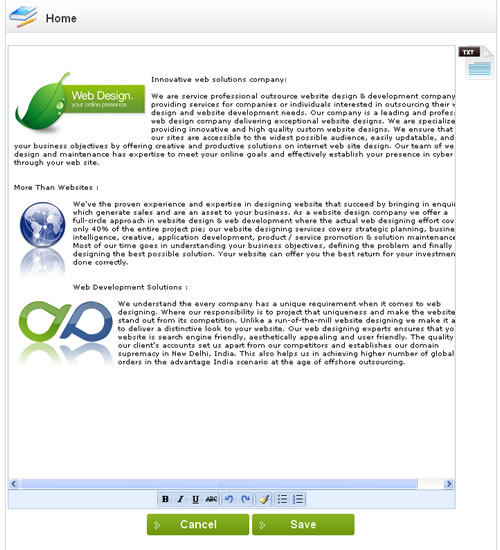 Home
TXT
Innovative web solutions company:
Web Design.
your online presence
We are service professional outsource website design & development company
providing services for companies or individuals interested in outsourcing their
design and website development needs. Our company is a leading and
web design company delivering exceptional website designs. We are
providing innovative and high quality custom website designs. We ensure that
our sites are accessible to the widest possible audience, easily updatable, and
your business objectives by offering creative and productive solutions on internet web site design. Our team of
design and maintenance has expertise to meet your online goals and effectively establish your presence in cyber
through your web site.
More Than Websites :
We've the proven experience and expertise in designing website that succeed by bringing in
which generate sales and are an asset to your business. As a website design company we offer a
full-circle approach in website design & web development where the actual web designing effort
only 40% of the entire project pie; our website designing services covers strategic planning,
intelligence, creative, application development, product / service promotion & solution
Most of our time goes in understanding your business objectives, defining the problem and finally
designing the best possible solution. Your website can offer you the best return for your
done correctly.
Web Development Solutions :
We understand the every company has a unique requirement when it comes to web
designing. Where our responsibility is to project that uniqueness and make the website
stand out from its competition. Unlike a run-of-the-mill website designing we make it a
to deliver a distinctive look to your website. Our web designing experts ensures that
website is search engine friendly, aesthetically appealing and user friendly. The quality
our client's accounts set us apart from our competitors and establishes our domain
supremacy in New Delhi, India. This also helps us in achieving higher number of global
orders in the advantage India scenario at the age of offshore outsourcing.
B I U ABC
Cancel Save